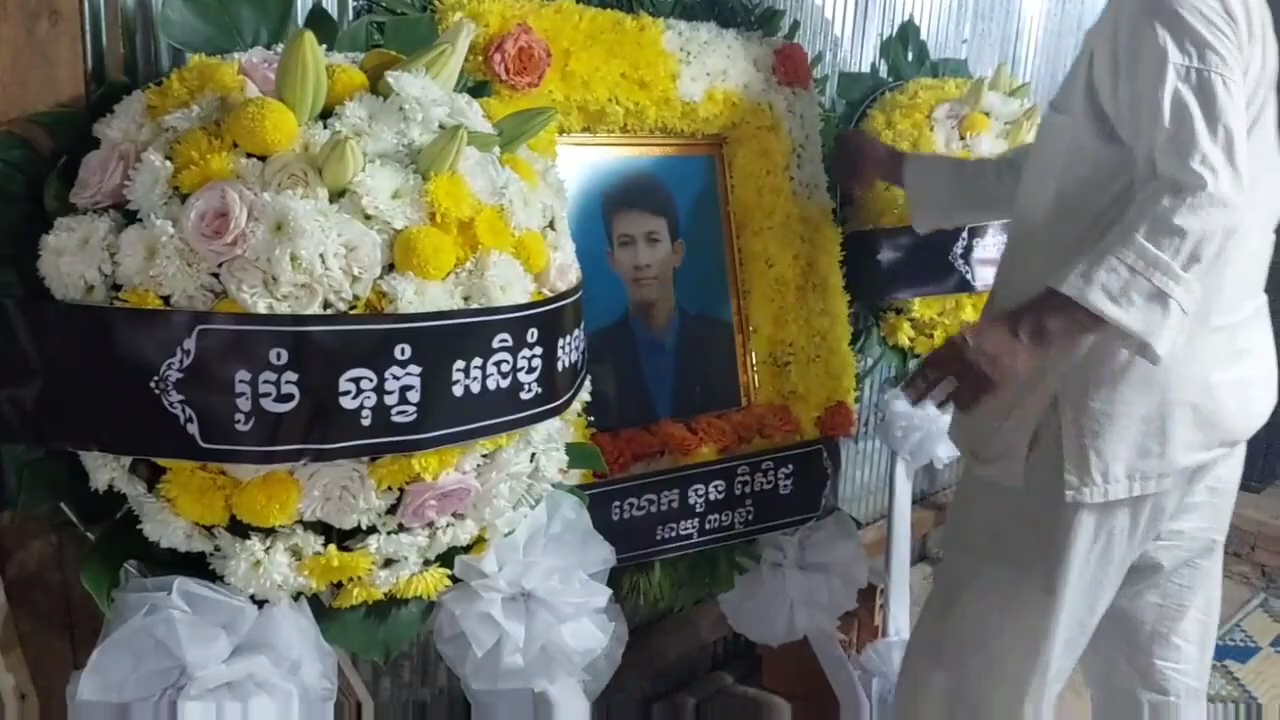 រូបំ ទុក្ខំ អនិច្ចំ
លោក នួន ពិសិដ្ឋ
អាយុ ៣១ឆ្នាំ